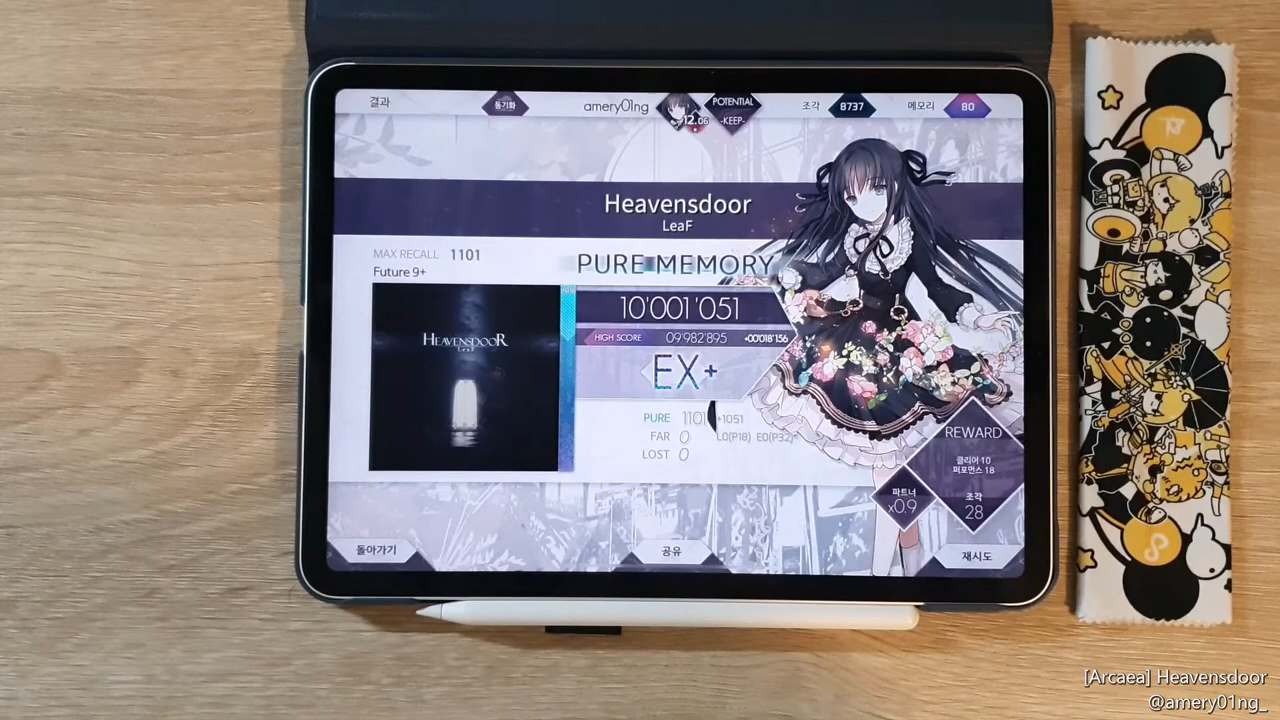 결과
동기화
amery01ng
12.06
POTENTIAL
-KEEP-
조각
8737
메모리
80
Heavensdoor
LeaF
MAX RECALL 1101
Future 9+
PURE MEMORY
10'001'051
HIGH SCORE 09'982'895 +00'018'156
EX+
HEAVENSDOOR
LeaF
PURE 1101 +1051
FAR 0 L0(P18) E0(P32)
LOST 0
REWARD
클리어 10
퍼포먼스 18
파트너
x0.9
조각
28
돌아가기
공유
재시도
[Arcaea] Heavensdoor
@amery01ng_